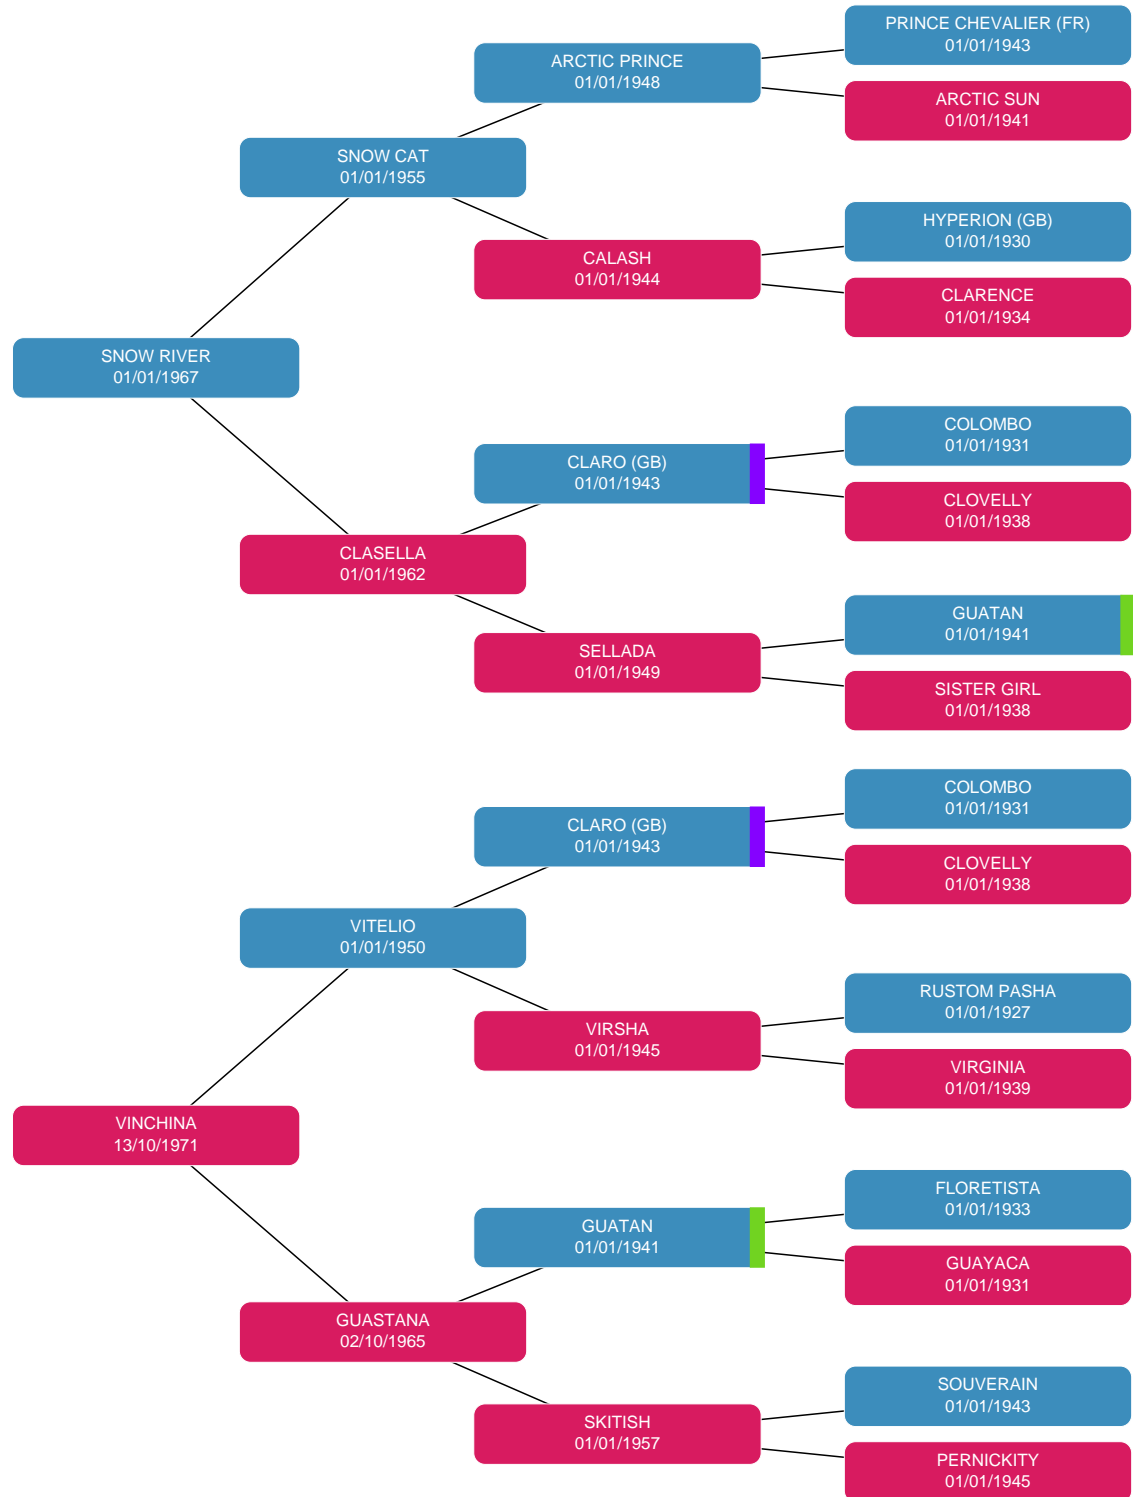 PRINCE CHEVALIER (FR)
01/01/1943
ARCTIC PRINCE
01/01/1948
ARCTIC SUN
01/01/1941
SNOW CAT
01/01/1955
HYPERION (GB)
01/01/1930
CALASH
01/01/1944
CLARENCE
01/01/1934
SNOW RIVER
01/01/1967
COLOMBO
01/01/1931
CLARO (GB)
01/01/1943
CLOVELLY
01/01/1938
CLASELLA
01/01/1962
GUATAN
01/01/1941
SELLADA
01/01/1949
SISTER GIRL
01/01/1938
COLOMBO
01/01/1931
CLARO (GB)
01/01/1943
CLOVELLY
01/01/1938
VITELIO
01/01/1950
RUSTOM PASHA
01/01/1927
VIRSHA
01/01/1945
VIRGINIA
01/01/1939
VINCHINA
13/10/1971
FLORETISTA
01/01/1933
GUATAN
01/01/1941
GUAYACA
01/01/1931
GUASTANA
02/10/1965
SOUVERAIN
01/01/1943
SKITISH
01/01/1957
PERNICKITY
01/01/1945